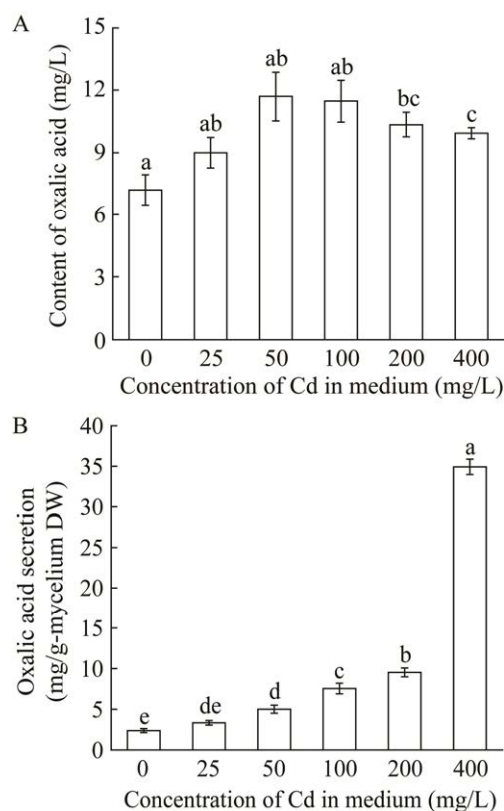 A
Content of oxalic acid (mg/L)
15
12
9
6
3
0
a
ab
ab
ab
bc
c
0 25 50 100 200 400
Concentration of Cd in medium (mg/L)
B
Oxalic acid secretion
(mg/g-mycelium DW)
40
35
30
25
20
15
10
5
0
e
de
d
c
b
a
0 25 50 100 200 400
Concentration of Cd in medium (mg/L)